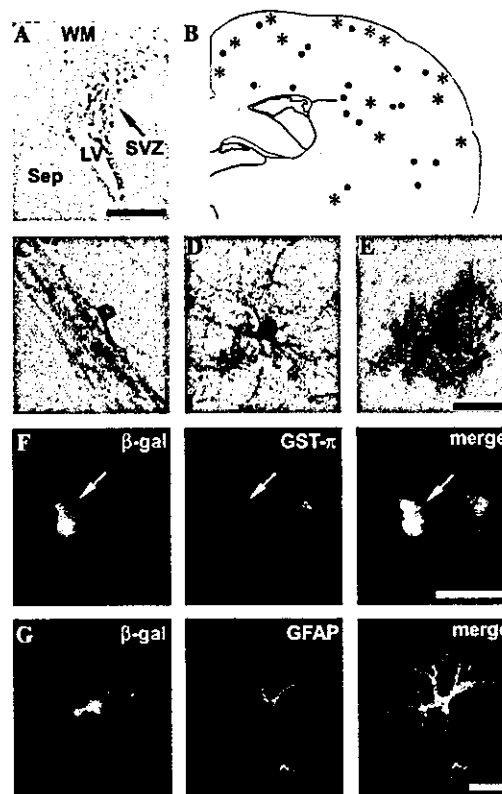 A
WM
SVZ
LV
Sep
B
C
D
E
F
β-gal
GST-π
merge
G
β-gal
GFAP
merge